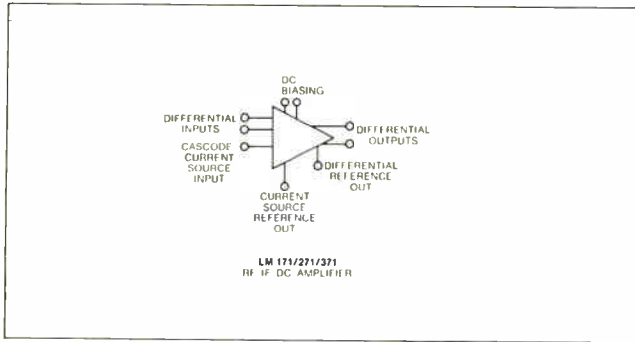 DC
BIASING
DIFFERENTIAL
INPUTS
DIFFERENTIAL
OUTPUTS
CASCODE
CURRENT
SOURCE
INPUT
DIFFERENTIAL
REFERENCE
OUT
CURRENT
SOURCE
REFERENCE
OUT
LM 171/271/371
RF IF DC AMPLIFIER